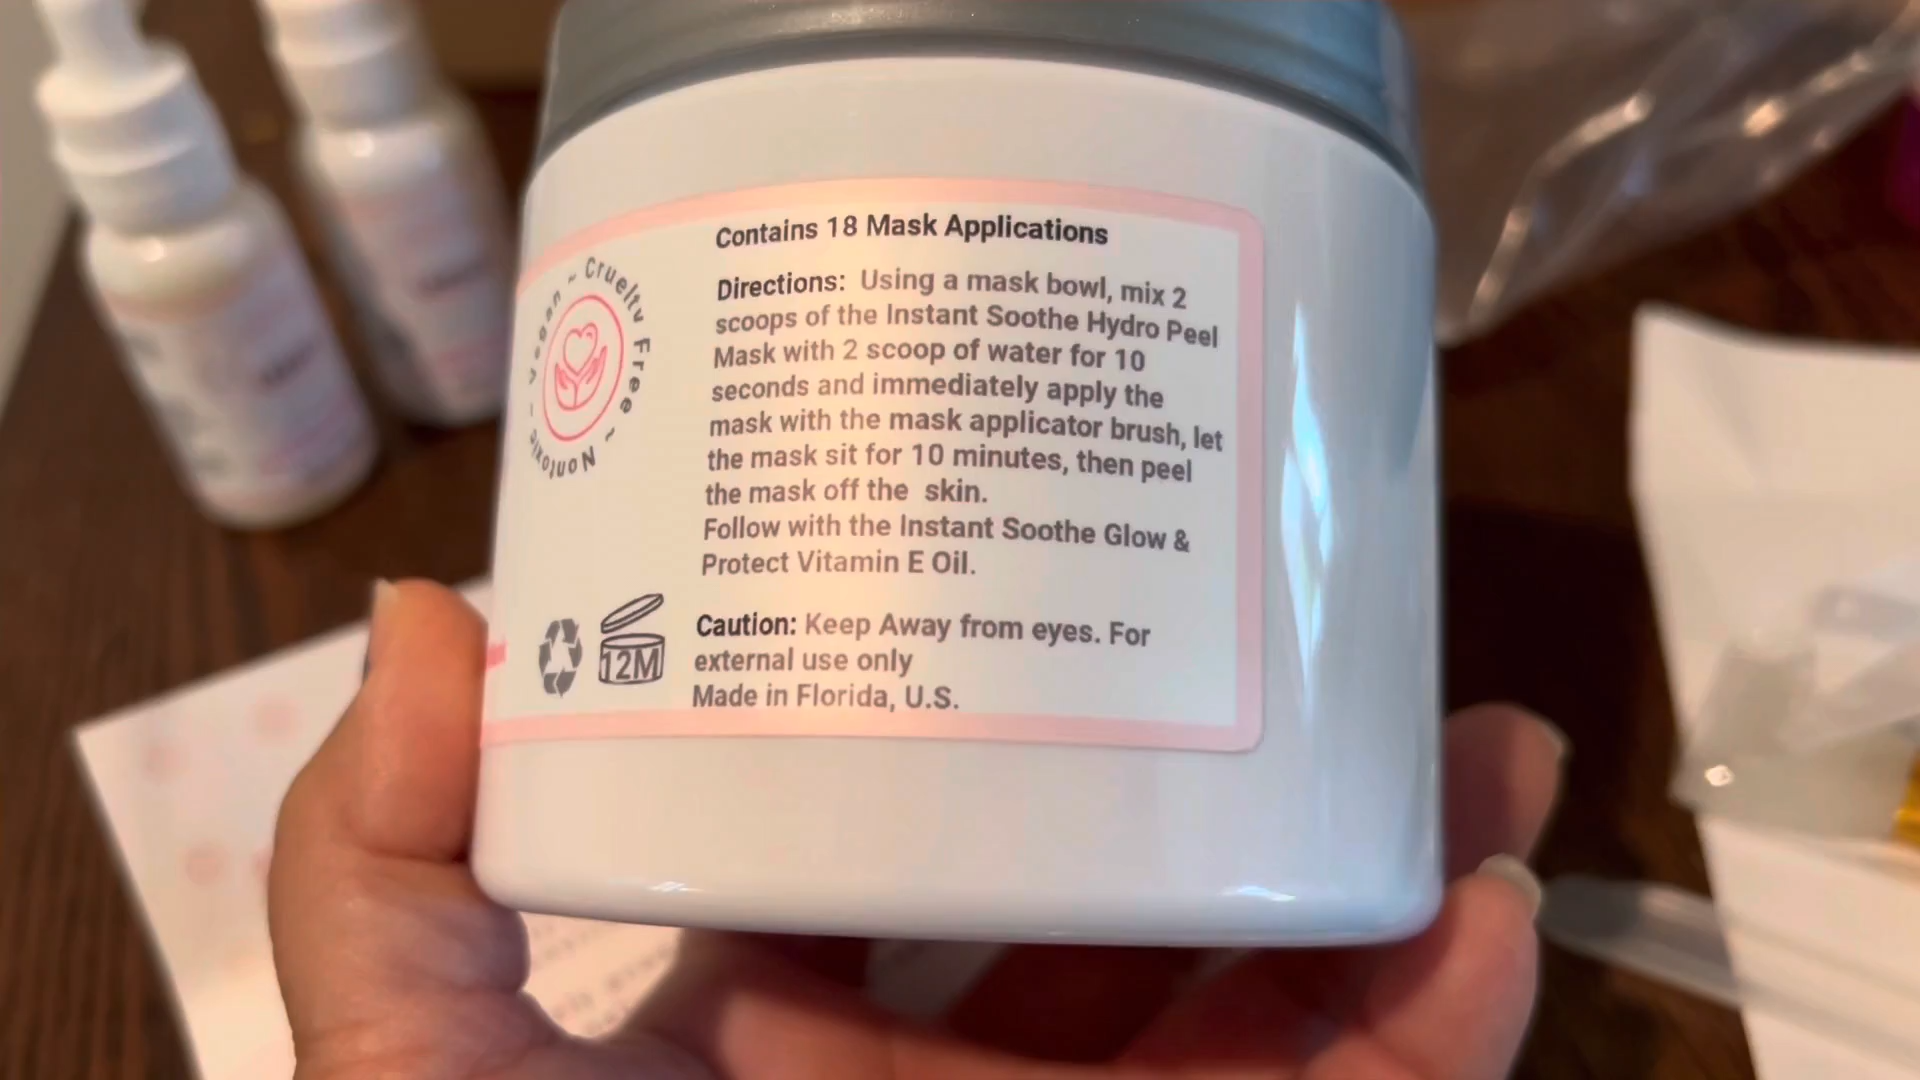 Contains 18 Mask Applications
Directions: Using a mask bowl, mix 2
scoops of the Instant Soothe Hydro Peel
Mask with 2 scoop of water for 10
seconds and immediately apply the
mask with the mask applicator brush, let
the mask sit for 10 minutes, then peel
the mask off the skin.
Follow with the Instant Soothe Glow &
Protect Vitamin E Oil.
Caution: Keep Away from eyes. For
external use only
Made in Florida, U.S.
Vegan ~ Cruelty Free ~ Nontoxic ~
12M